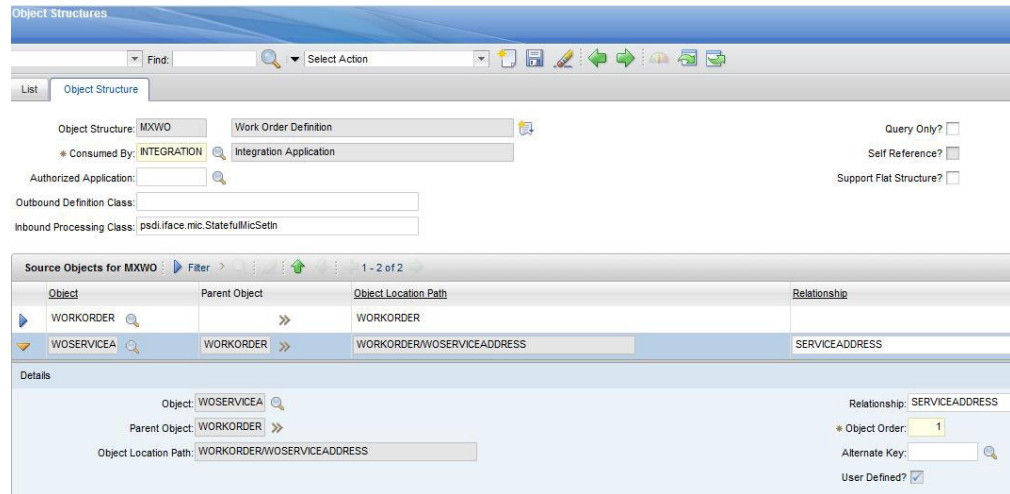 Object Structures
Find: Select Action
List Object Structure
Object Structure: MXWO Work Order Definition Query Only?
* Consumed By: INTEGRATION Integration Application Self Reference?
Authorized Application: Support Flat Structure?
Outbound Definition Class:
Inbound Processing Class: psdi.iface.mic.StatefulMicSetIn
Source Objects for MXWO Filter 1 - 2 of 2
Object Parent Object Object Location Path Relationship
WORKORDER WORKORDER
WOSERVICEA WORKORDER WORKORDER/WOSERVICEADDRESS SERVICEADDRESS
Details
Object: WOSERVICEA Relationship: SERVICEADDRESS
Parent Object: WORKORDER * Object Order: 1
Object Location Path: WORKORDER/WOSERVICEADDRESS Alternate Key:
User Defined?